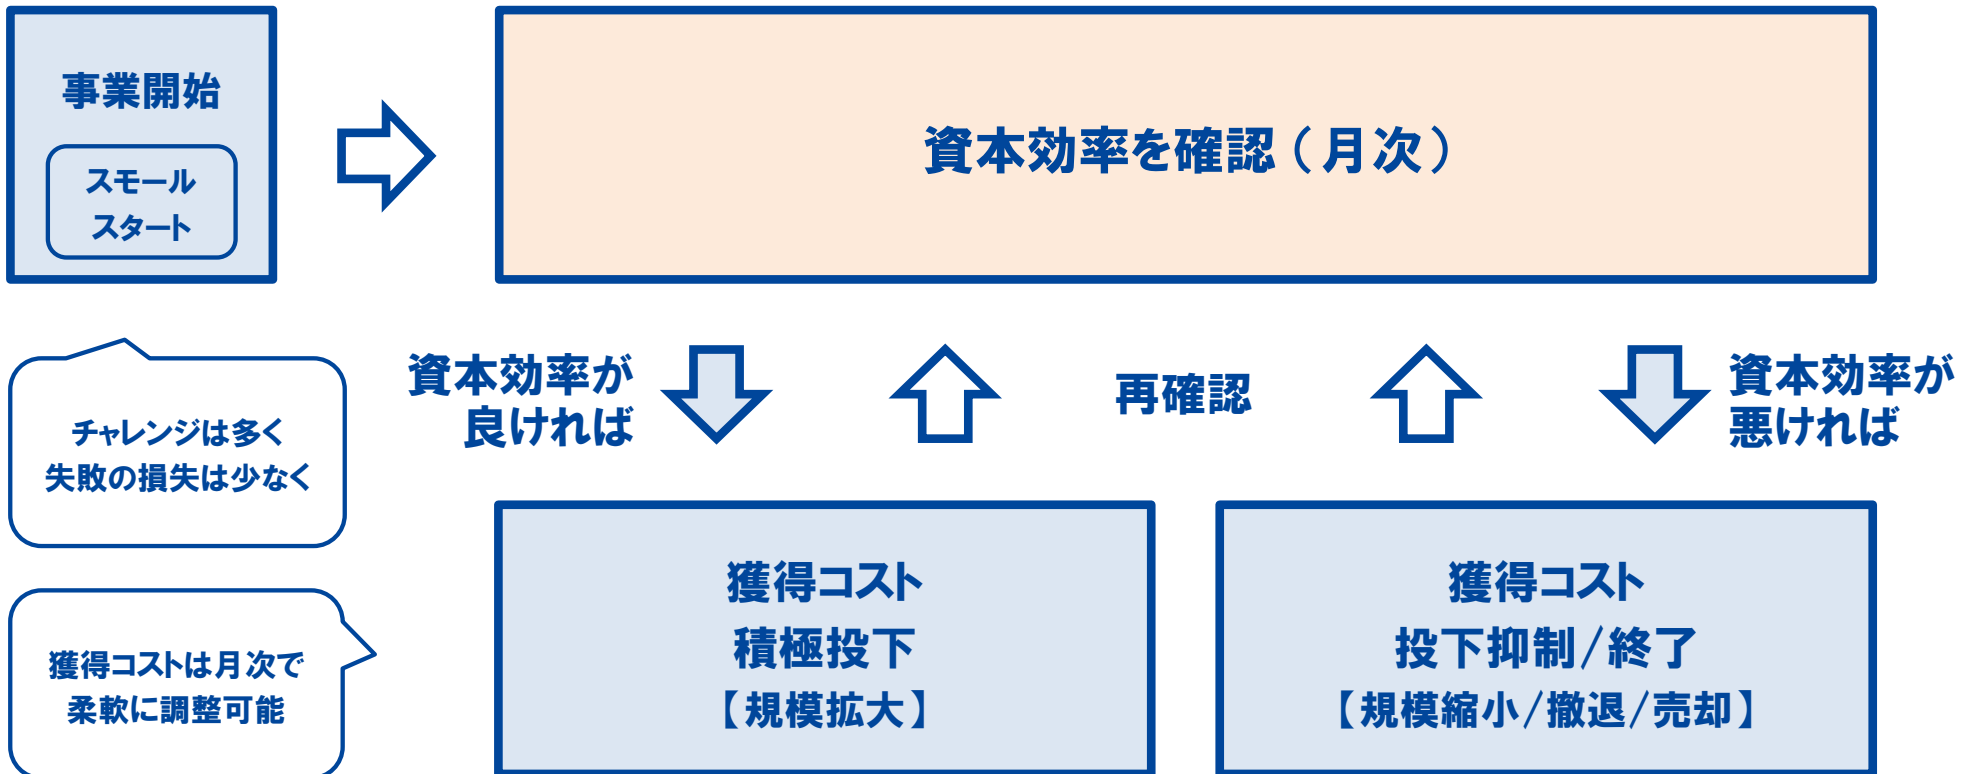 事業開始
スモール
スタート
資本効率を確認（月次）
チャレンジは多く
失敗の損失は少なく
資本効率が
良ければ
再確認
資本効率が
悪ければ
獲得コストは月次で
柔軟に調整可能
獲得コスト
積極投下
【規模拡大】
獲得コスト
投下抑制/終了
【規模縮小/撤退/売却】